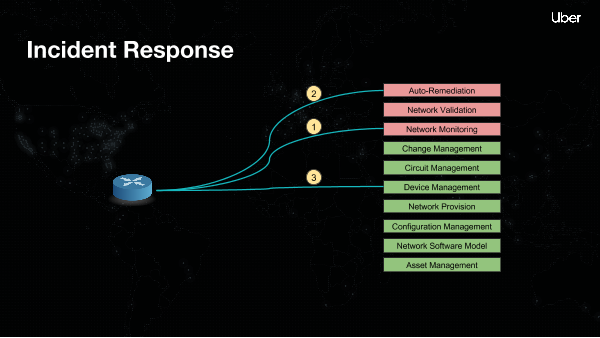 Uber
Incident Response
2
Auto-Remediation
Network Validation
1
Network Monitoring
Change Management
Circuit Management
3
Device Management
Network Provision
Configuration Management
Network Software Model
Asset Management